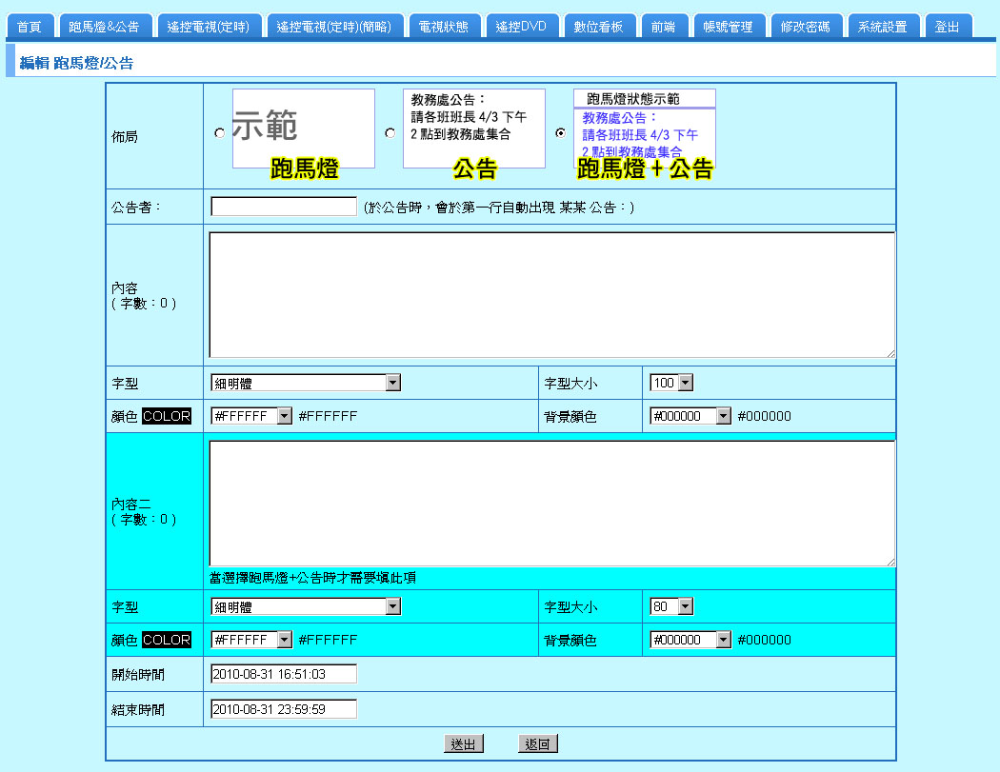 首頁 跑馬燈&公告 遙控電視(定時) 遙控電視(定時)(簡略) 電視狀態 遙控DVD 數位看板 前端 帳號管理 修改密碼 系統設置 登出
編輯 跑馬燈/公告
佈局
示範
跑馬燈
教務處公告：
請各班班長 4/3 下午
2 點到教務處集合
公告
跑馬燈狀態示範
教務處公告：
請各班班長 4/3 下午
2 點到教務處集合
跑馬燈 + 公告
公告者： (於公告時，會於第一行自動出現 某某 公告：)
內容
( 字數：0 )
字型 細明體 字型大小 100
顏色 COLOR #FFFFFF #FFFFFF 背景顏色 #000000 #000000
內容二
( 字數：0 )
當選擇跑馬燈+公告時才需要填此項
字型 細明體 字型大小 80
顏色 COLOR #FFFFFF #FFFFFF 背景顏色 #000000 #000000
開始時間 2010-08-31 16:51:03
結束時間 2010-08-31 23:59:59
送出 返回